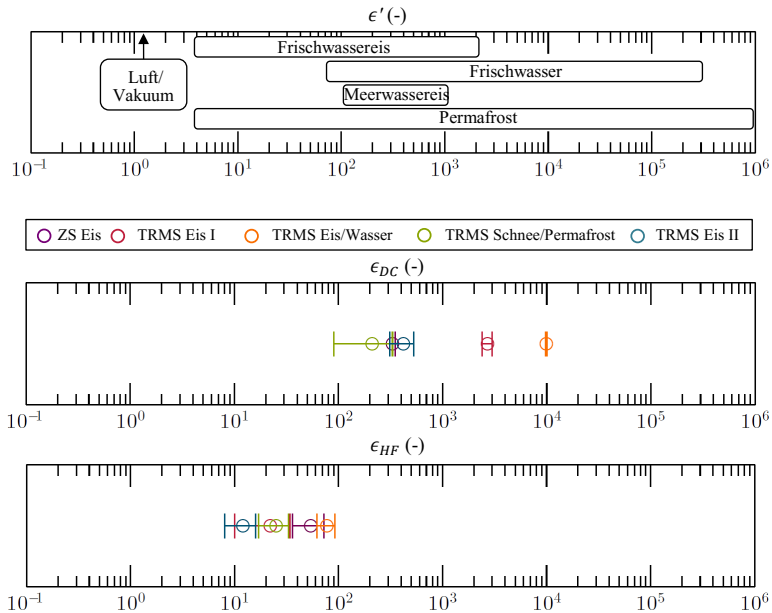 ϵ′ (-)
Frischwassereis
Luft/
Vakuum
Frischwasser
Meerwassereis
Permafrost
10⁻¹ 10⁰ 10¹ 10² 10³ 10⁴ 10⁵ 10⁶
ZS Eis TRMS Eis I TRMS Eis/Wasser TRMS Schnee/Permafrost TRMS Eis II
ϵ_DC (-)
10⁻¹ 10⁰ 10¹ 10² 10³ 10⁴ 10⁵ 10⁶
ϵ_HF (-)
10⁻¹ 10⁰ 10¹ 10² 10³ 10⁴ 10⁵ 10⁶